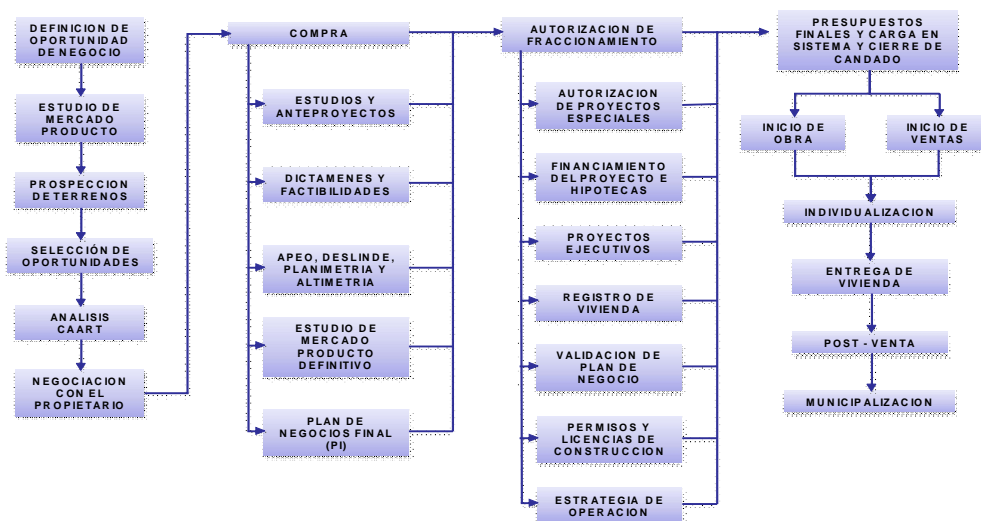 DEFINICION DE
OPORTUNIDAD
DE NEGOCIO
ESTUDIO DE
MERCADO
PRODUCTO
PROSPECCION
DE TERRENOS
SELECCIÓN DE
OPORTUNIDADES
ANALISIS
CAART
NEGOCIACION
CON EL
PROPIETARIO
COMPRA
ESTUDIOS Y
ANTEPROYECTOS
DICTAMENES Y
FACTIBILIDADES
APEO, DESLINDE,
PLANIMETRIA Y
ALTIMETRIA
ESTUDIO DE
MERCADO
PRODUCTO
DEFINITIVO
PLAN DE
NEGOCIOS FINAL
(PI)
AUTORIZACION DE
FRACCIONAMIENTO
AUTORIZACION
DE PROYECTOS
ESPECIALES
FINANCIAMIENTO
DEL PROYECTO E
HIPOTECAS
PROYECTOS
EJECUTIVOS
REGISTRO DE
VIVIENDA
VALIDACION DE
PLAN DE
NEGOCIO
PERMISOS Y
LICENCIAS DE
CONSTRUCCION
ESTRATEGIA DE
OPERACION
PRESUPUESTOS
FINALES Y CARGA EN
SISTEMA Y CIERRE DE
CANDADO
INICIO DE
OBRA
INICIO DE
VENTAS
INDIVIDUALIZACION
ENTREGA DE
VIVIENDA
POST - VENTA
MUNICIPALIZACION